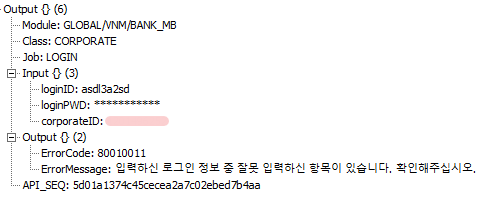 Output {} (6)
Module: GLOBAL/VNM/BANK_MB
Class: CORPORATE
Job: LOGIN
Input {} (3)
loginID: asdl3a2sd
loginPWD: ***********
corporateID:
Output {} (2)
ErrorCode: 80010011
ErrorMessage: 입력하신 로그인 정보 중 잘못 입력하신 항목이 있습니다. 확인해주십시오.
API_SEQ: 5d01a1374c45cecea2a7c02ebed7b4aa